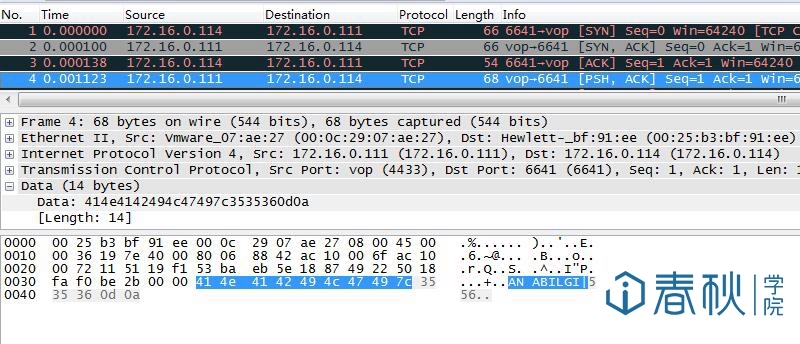 No. Time Source Destination Protocol Length Info
1 0.000000 172.16.0.114 172.16.0.111 TCP 66 6641→vop [SYN] Seq=0 Win=64240 [TCP C
2 0.000100 172.16.0.111 172.16.0.114 TCP 66 vop→6641 [SYN, ACK] Seq=0 Ack=1 Win=6
3 0.000138 172.16.0.114 172.16.0.111 TCP 54 6641→vop [ACK] Seq=1 Ack=1 Win=64240
4 0.001123 172.16.0.111 172.16.0.114 TCP 68 vop→6641 [PSH, ACK] Seq=1 Ack=1 Win=6
Frame 4: 68 bytes on wire (544 bits), 68 bytes captured (544 bits)
Ethernet II, Src: Vmware_07:ae:27 (00:0c:29:07:ae:27), Dst: Hewlett-_bf:91:ee (00:25:b3:bf:91:ee)
Internet Protocol Version 4, Src: 172.16.0.111 (172.16.0.111), Dst: 172.16.0.114 (172.16.0.114)
Transmission Control Protocol, Src Port: vop (4433), Dst Port: 6641 (6641), Seq: 1, Ack: 1, Len: 1
Data (14 bytes)
Data: 414e4142494c47497c3535360d0a
[Length: 14]
0000 00 25 b3 bf 91 ee 00 0c 29 07 ae 27 08 00 45 00 .%...... )..'..E.
0010 00 36 19 7e 40 00 80 06 88 42 ac 10 00 6f ac 10 .6.~@... .B...o..
0020 00 72 11 51 19 f1 53 ba eb 5e 18 87 49 22 50 18 .r.Q..S. .^..I"P.
0030 fa f0 be 2b 00 00 41 4e 41 42 49 4c 47 49 7c 35 ...+..AN ABILGI|5
0040 35 36 0d 0a 56..
i春秋 学院